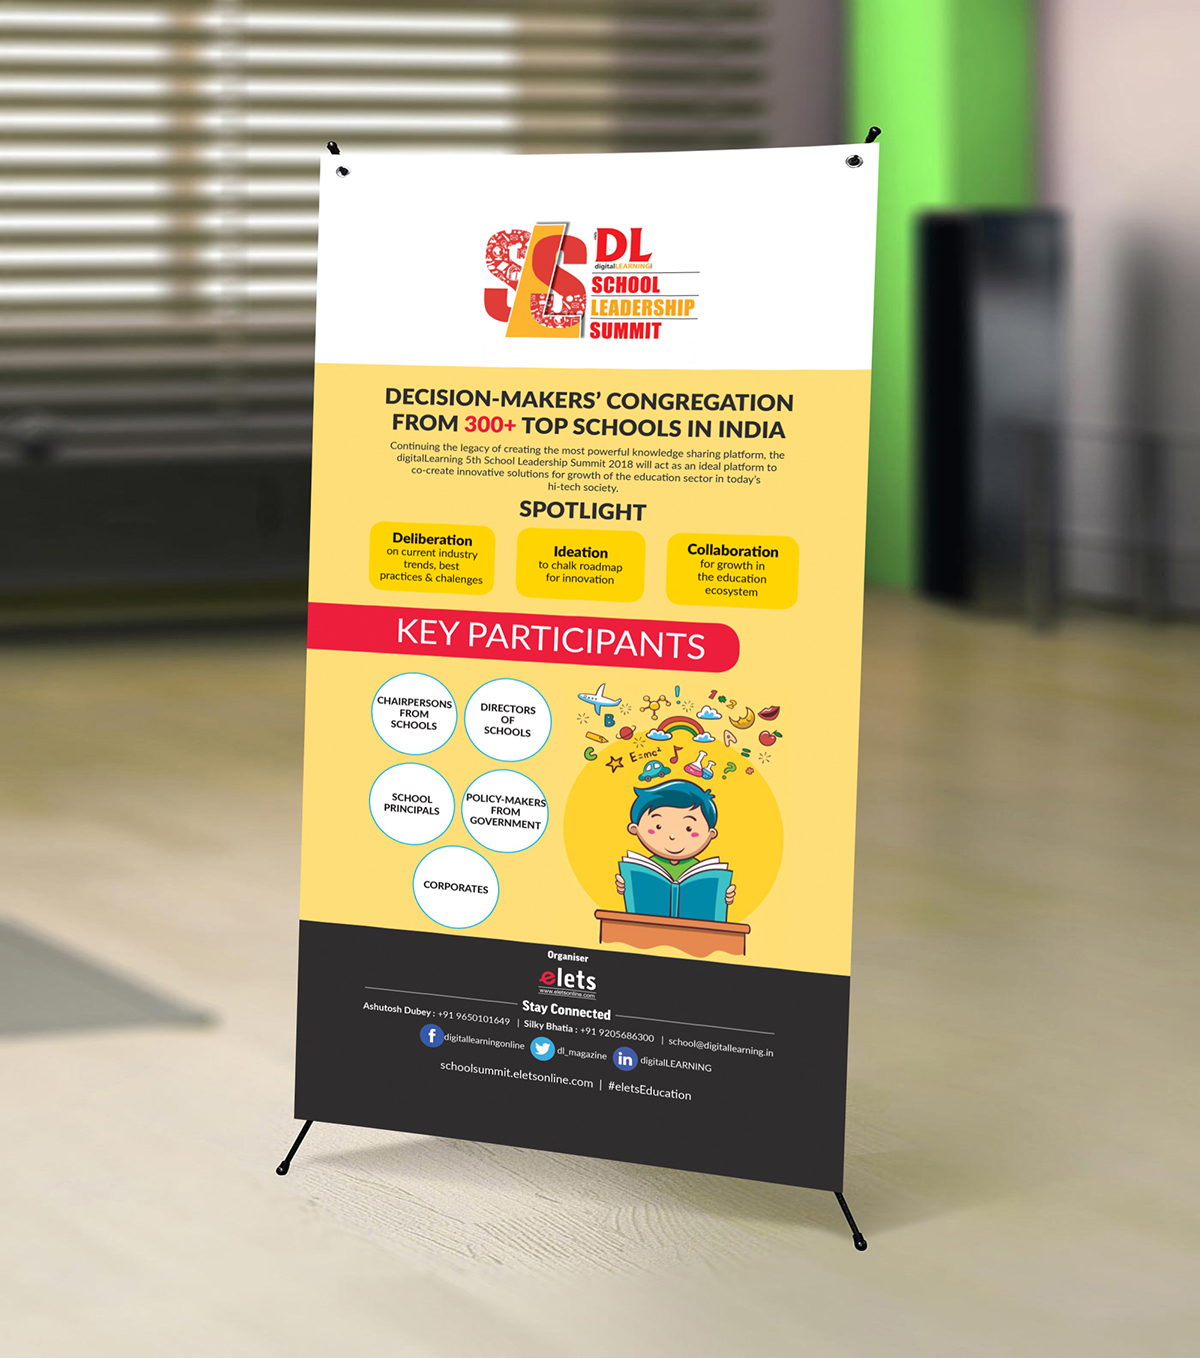 SLS
DL
digitalLEARNING
SCHOOL
LEADERSHIP
SUMMIT
DECISION-MAKERS' CONGREGATION
FROM 300+ TOP SCHOOLS IN INDIA
Continuing the legacy of creating the most powerful knowledge sharing platform, the
digitalLearning 5th School Leadership Summit 2018 will act as an ideal platform to
co-create innovative solutions for growth of the education sector in today's
hi-tech society.
SPOTLIGHT
Deliberation
on current industry
trends, best
practices & chalenges
Ideation
to chalk roadmap
for innovation
Collaboration
for growth in
the education
ecosystem
KEY PARTICIPANTS
CHAIRPERSONS
FROM
SCHOOLS
DIRECTORS
OF
SCHOOLS
SCHOOL
PRINCIPALS
POLICY-MAKERS
FROM
GOVERNMENT
CORPORATES
1+2
B
A
C
E=mc²
=
?
!
Organiser
elets
www.eletsonline.com
Stay Connected
Ashutosh Dubey : +91 9650101649 | Silky Bhatia : +91 9205686300 | school@digitallearning.in
digitallearningonline dl_magazine digitalLEARNING
schoolsummit.eletsonline.com | #eletsEducation